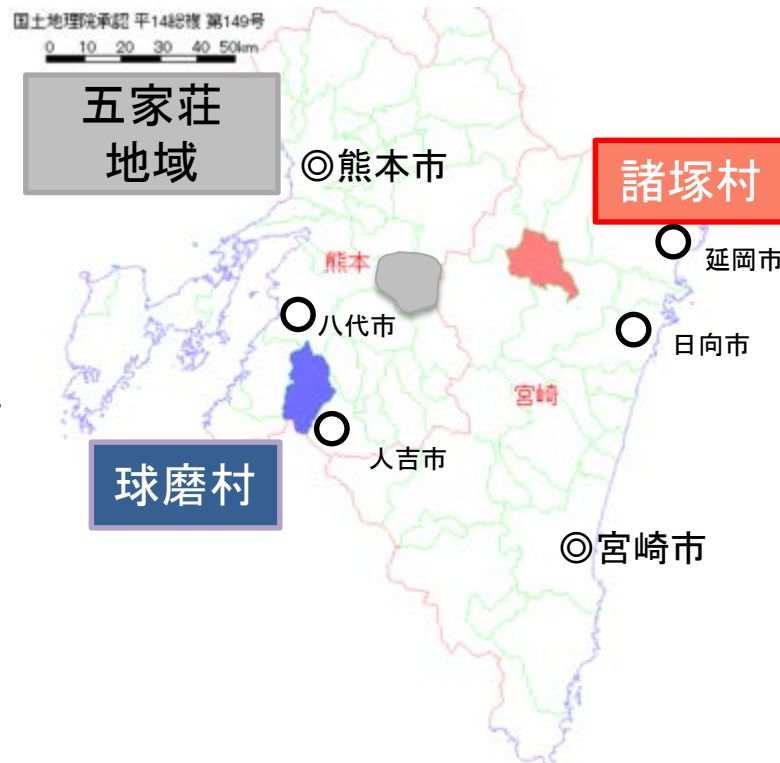 国土地理院承認 平14総複 第149号
0 10 20 30 40 50km
五家荘
地域
◎熊本市
諸塚村
延岡市
熊本
八代市
日向市
宮崎
人吉市
球磨村
◎宮崎市